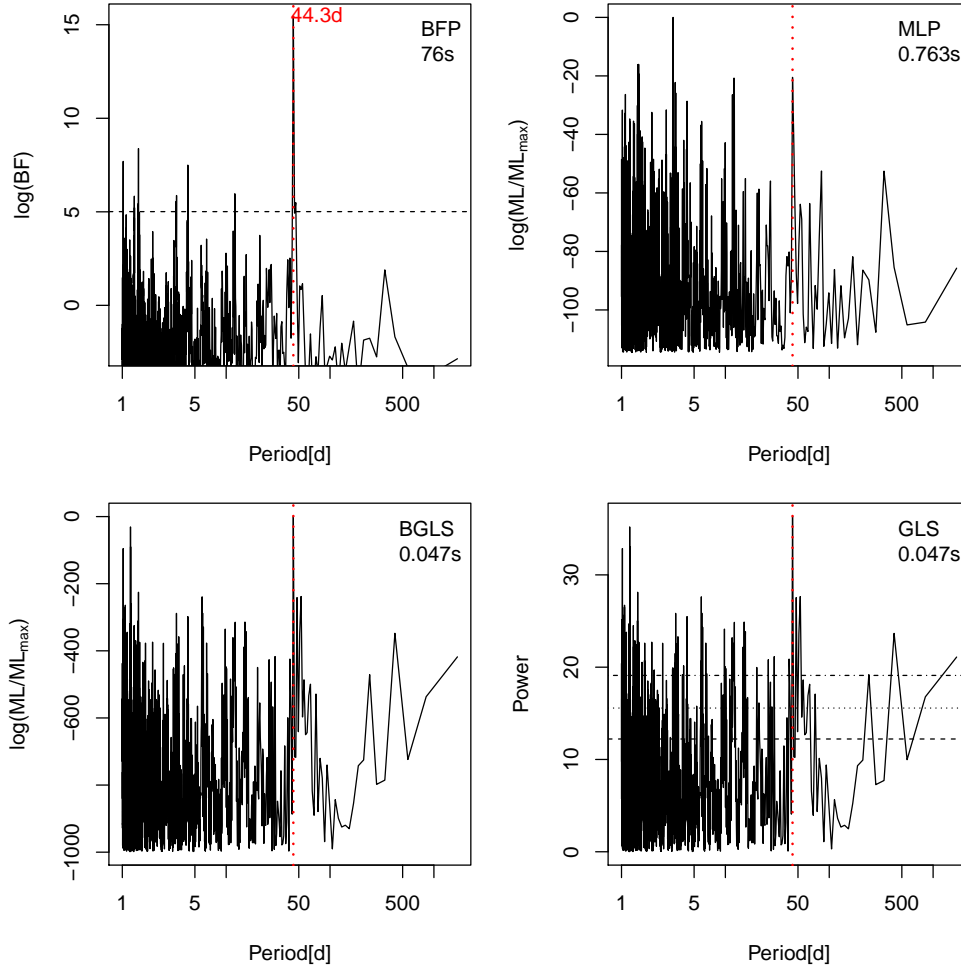 44.3d
BFP
76s
15
10
5
0
log(BF)
1
5
50
500
Period[d]
MLP
0.763s
0
−20
−40
−60
−80
−100
log(ML/MLmax)
1
5
50
500
Period[d]
BGLS
0.047s
0
−200
−400
−600
−800
−1000
log(ML/MLmax)
1
5
50
500
Period[d]
GLS
0.047s
30
20
10
0
Power
1
5
50
500
Period[d]